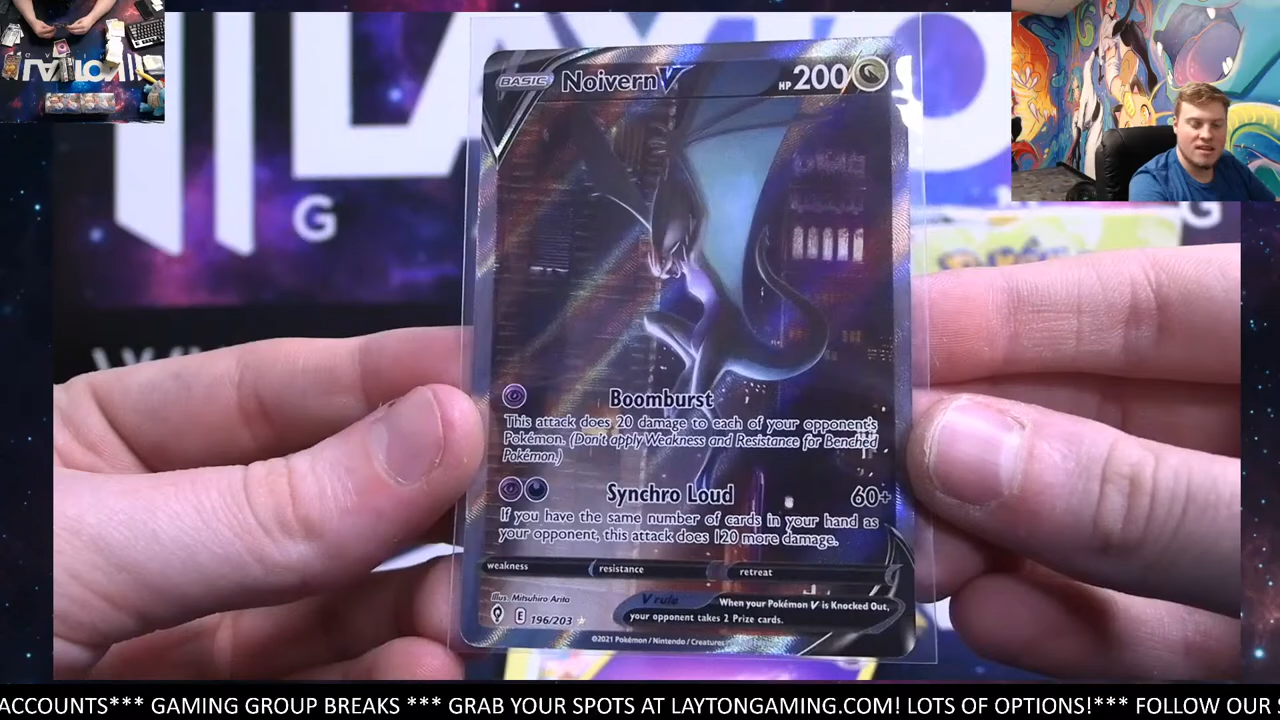 BASIC
Noivern V
HP 200
Boomburst
This attack does 20 damage to each of your opponent's
Pokémon. (Don't apply Weakness and Resistance for Benched
Pokémon.)
Synchro Loud 60+
If you have the same number of cards in your hand as
your opponent, this attack does 120 more damage.
weakness resistance retreat
Illus. Mitsuhiro Arita
E 196/203
V rule When your Pokémon V is Knocked Out,
your opponent takes 2 Prize cards.
©2021 Pokémon / Nintendo / Creatures
G
G
ACCOUNTS*** GAMING GROUP BREAKS *** GRAB YOUR SPOTS AT LAYTONGAMING.COM! LOTS OF OPTIONS!*** FOLLOW OUR